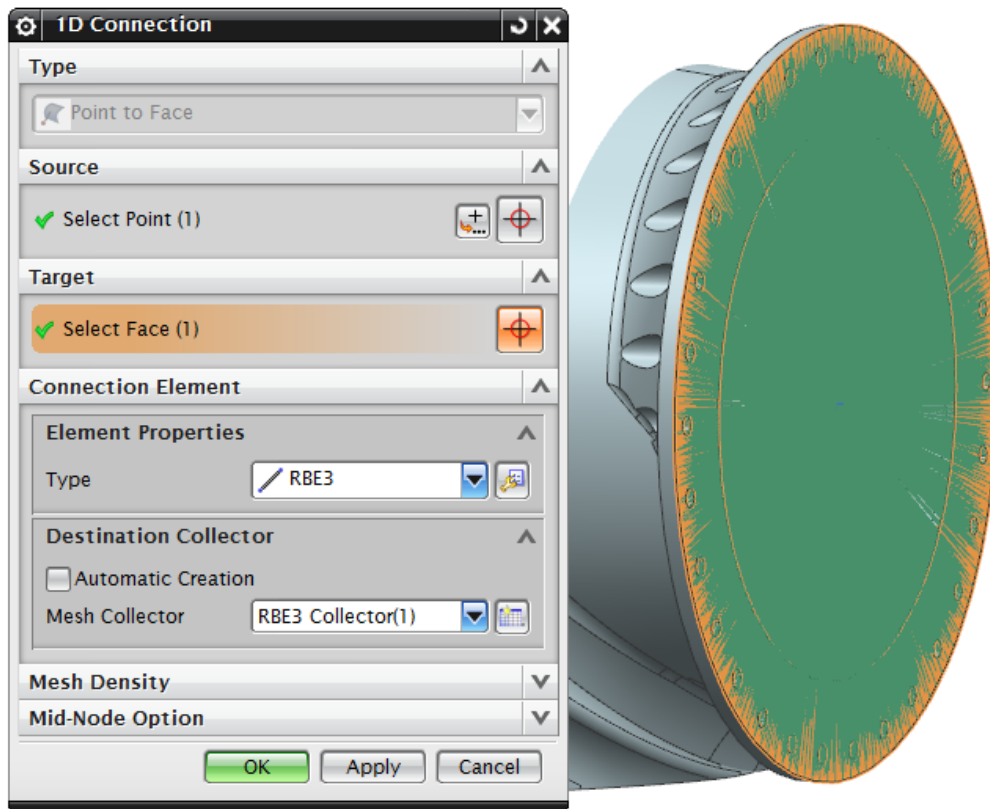 1D Connection
Type
Point to Face
Source
Select Point (1)
Target
Select Face (1)
Connection Element
Element Properties
Type RBE3
Destination Collector
Automatic Creation
Mesh Collector RBE3 Collector(1)
Mesh Density
Mid-Node Option
OK Apply Cancel